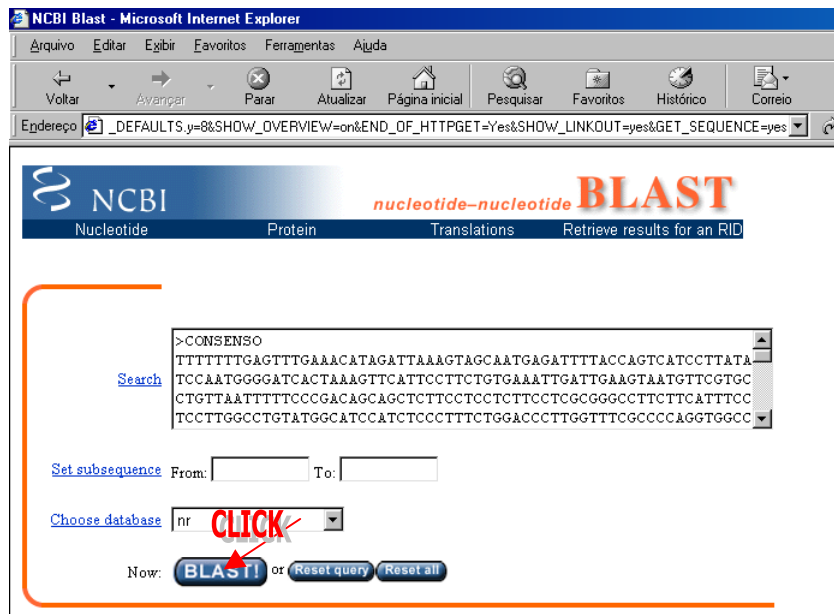 NCBI Blast - Microsoft Internet Explorer
Arquivo Editar Exibir Favoritos Ferramentas Ajuda
Voltar Avançar Parar Atualizar Página inicial Pesquisar Favoritos Histórico Correio
Endereço _DEFAULTS.y=8&SHOW_OVERVIEW=on&END_OF_HTTPGET=Yes&SHOW_LINKOUT=yes&GET_SEQUENCE=yes
NCBI nucleotide–nucleotide BLAST
Nucleotide Protein Translations Retrieve results for an RID
>CONSENSO
TTTTTTTGAGTTTGAAACATAGATTAAAGTAGCAATGAGATTTTACCAGTCATCCTTATA
Search TCCAATGGGGATCACTAAAGTTCATTCCTTCTGTGAAATTGATTGAAGTAATGTTCGTGC
CTGTTAATTTTTCCCGACAGCAGCTCTTCCTCCTCTTCCTCGCGGGCCTTCTTCATTTCC
TCCTTGGCCTGTATGGCATCCATCTCCCTTTCTGGACCCTTGGTTTCGCCCCAGGTGGCC
Set subsequence From: To:
Choose database nr
CLICK
Now: BLAST! or Reset query Reset all